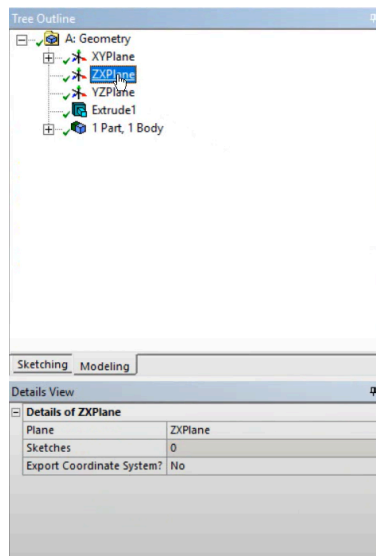 Tree Outline
A: Geometry
XYPlane
ZXPlane
YZPlane
Extrude1
1 Part, 1 Body
Sketching Modeling
Details View
Details of ZXPlane
Plane ZXPlane
Sketches 0
Export Coordinate System? No